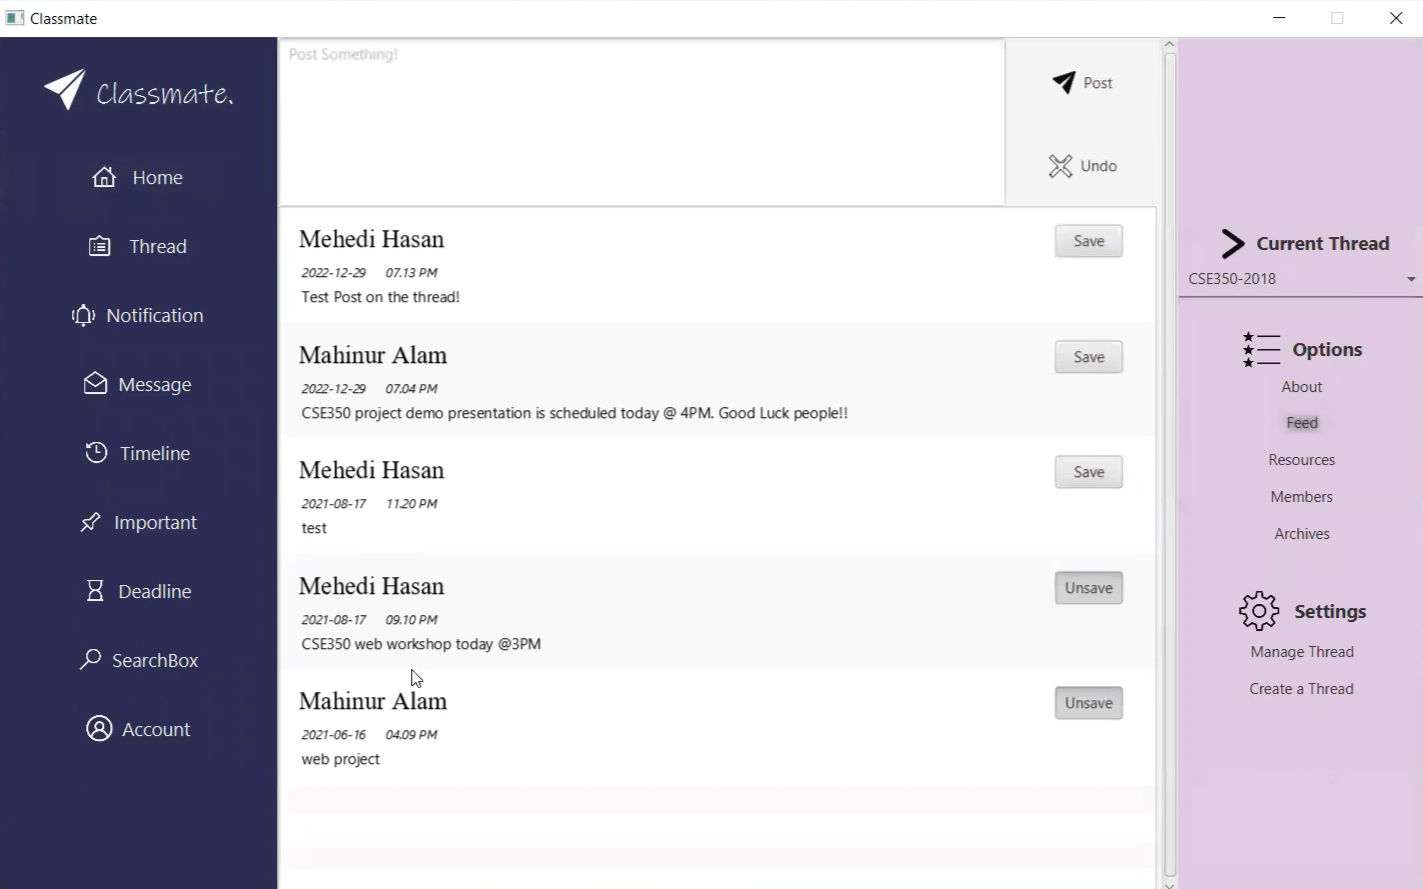 Classmate
Classmate.
Home
Thread
Notification
Message
Timeline
Important
Deadline
SearchBox
Account
Post Something!
Post
Undo
Mehedi Hasan
Save
2022-12-29 07.13 PM
Test Post on the thread!
Mahinur Alam
Save
2022-12-29 07.04 PM
CSE350 project demo presentation is scheduled today @ 4PM. Good Luck people!!
Mehedi Hasan
Save
2021-08-17 11.20 PM
test
Mehedi Hasan
Unsave
2021-08-17 09.10 PM
CSE350 web workshop today @3PM
Mahinur Alam
Unsave
2021-06-16 04.09 PM
web project
Current Thread
CSE350-2018
Options
About
Feed
Resources
Members
Archives
Settings
Manage Thread
Create a Thread